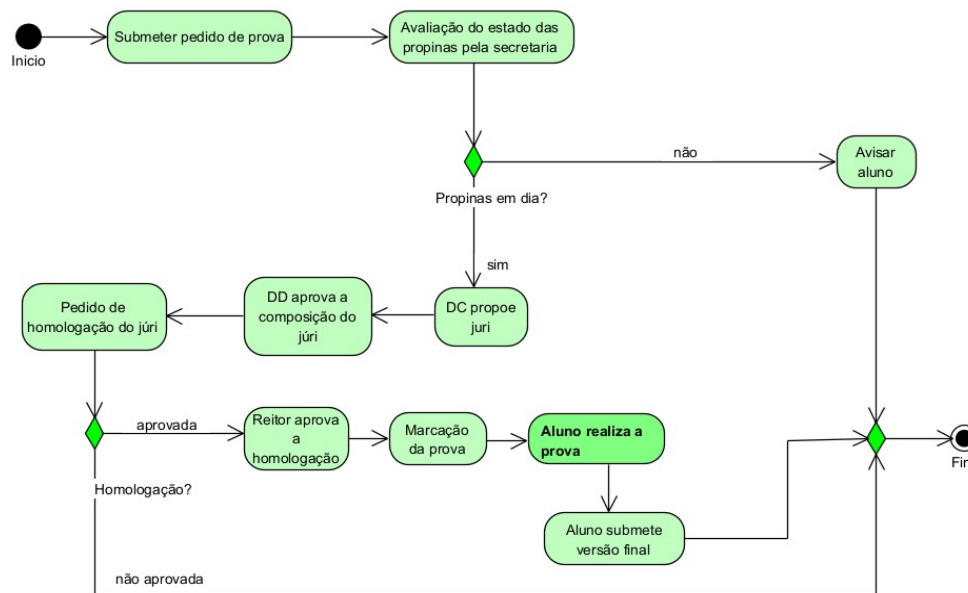 Inicio
Submeter pedido de prova
Avaliação do estado das
propinas pela secretaria
não
Avisar
aluno
Propinas em dia?
sim
DC propoe
juri
DD aprova a
composição do
júri
Pedido de
homologação do júri
aprovada
Reitor aprova
a
homologação
Marcação
da prova
Aluno realiza a
prova
Fin
Homologação?
Aluno submete
versão final
não aprovada